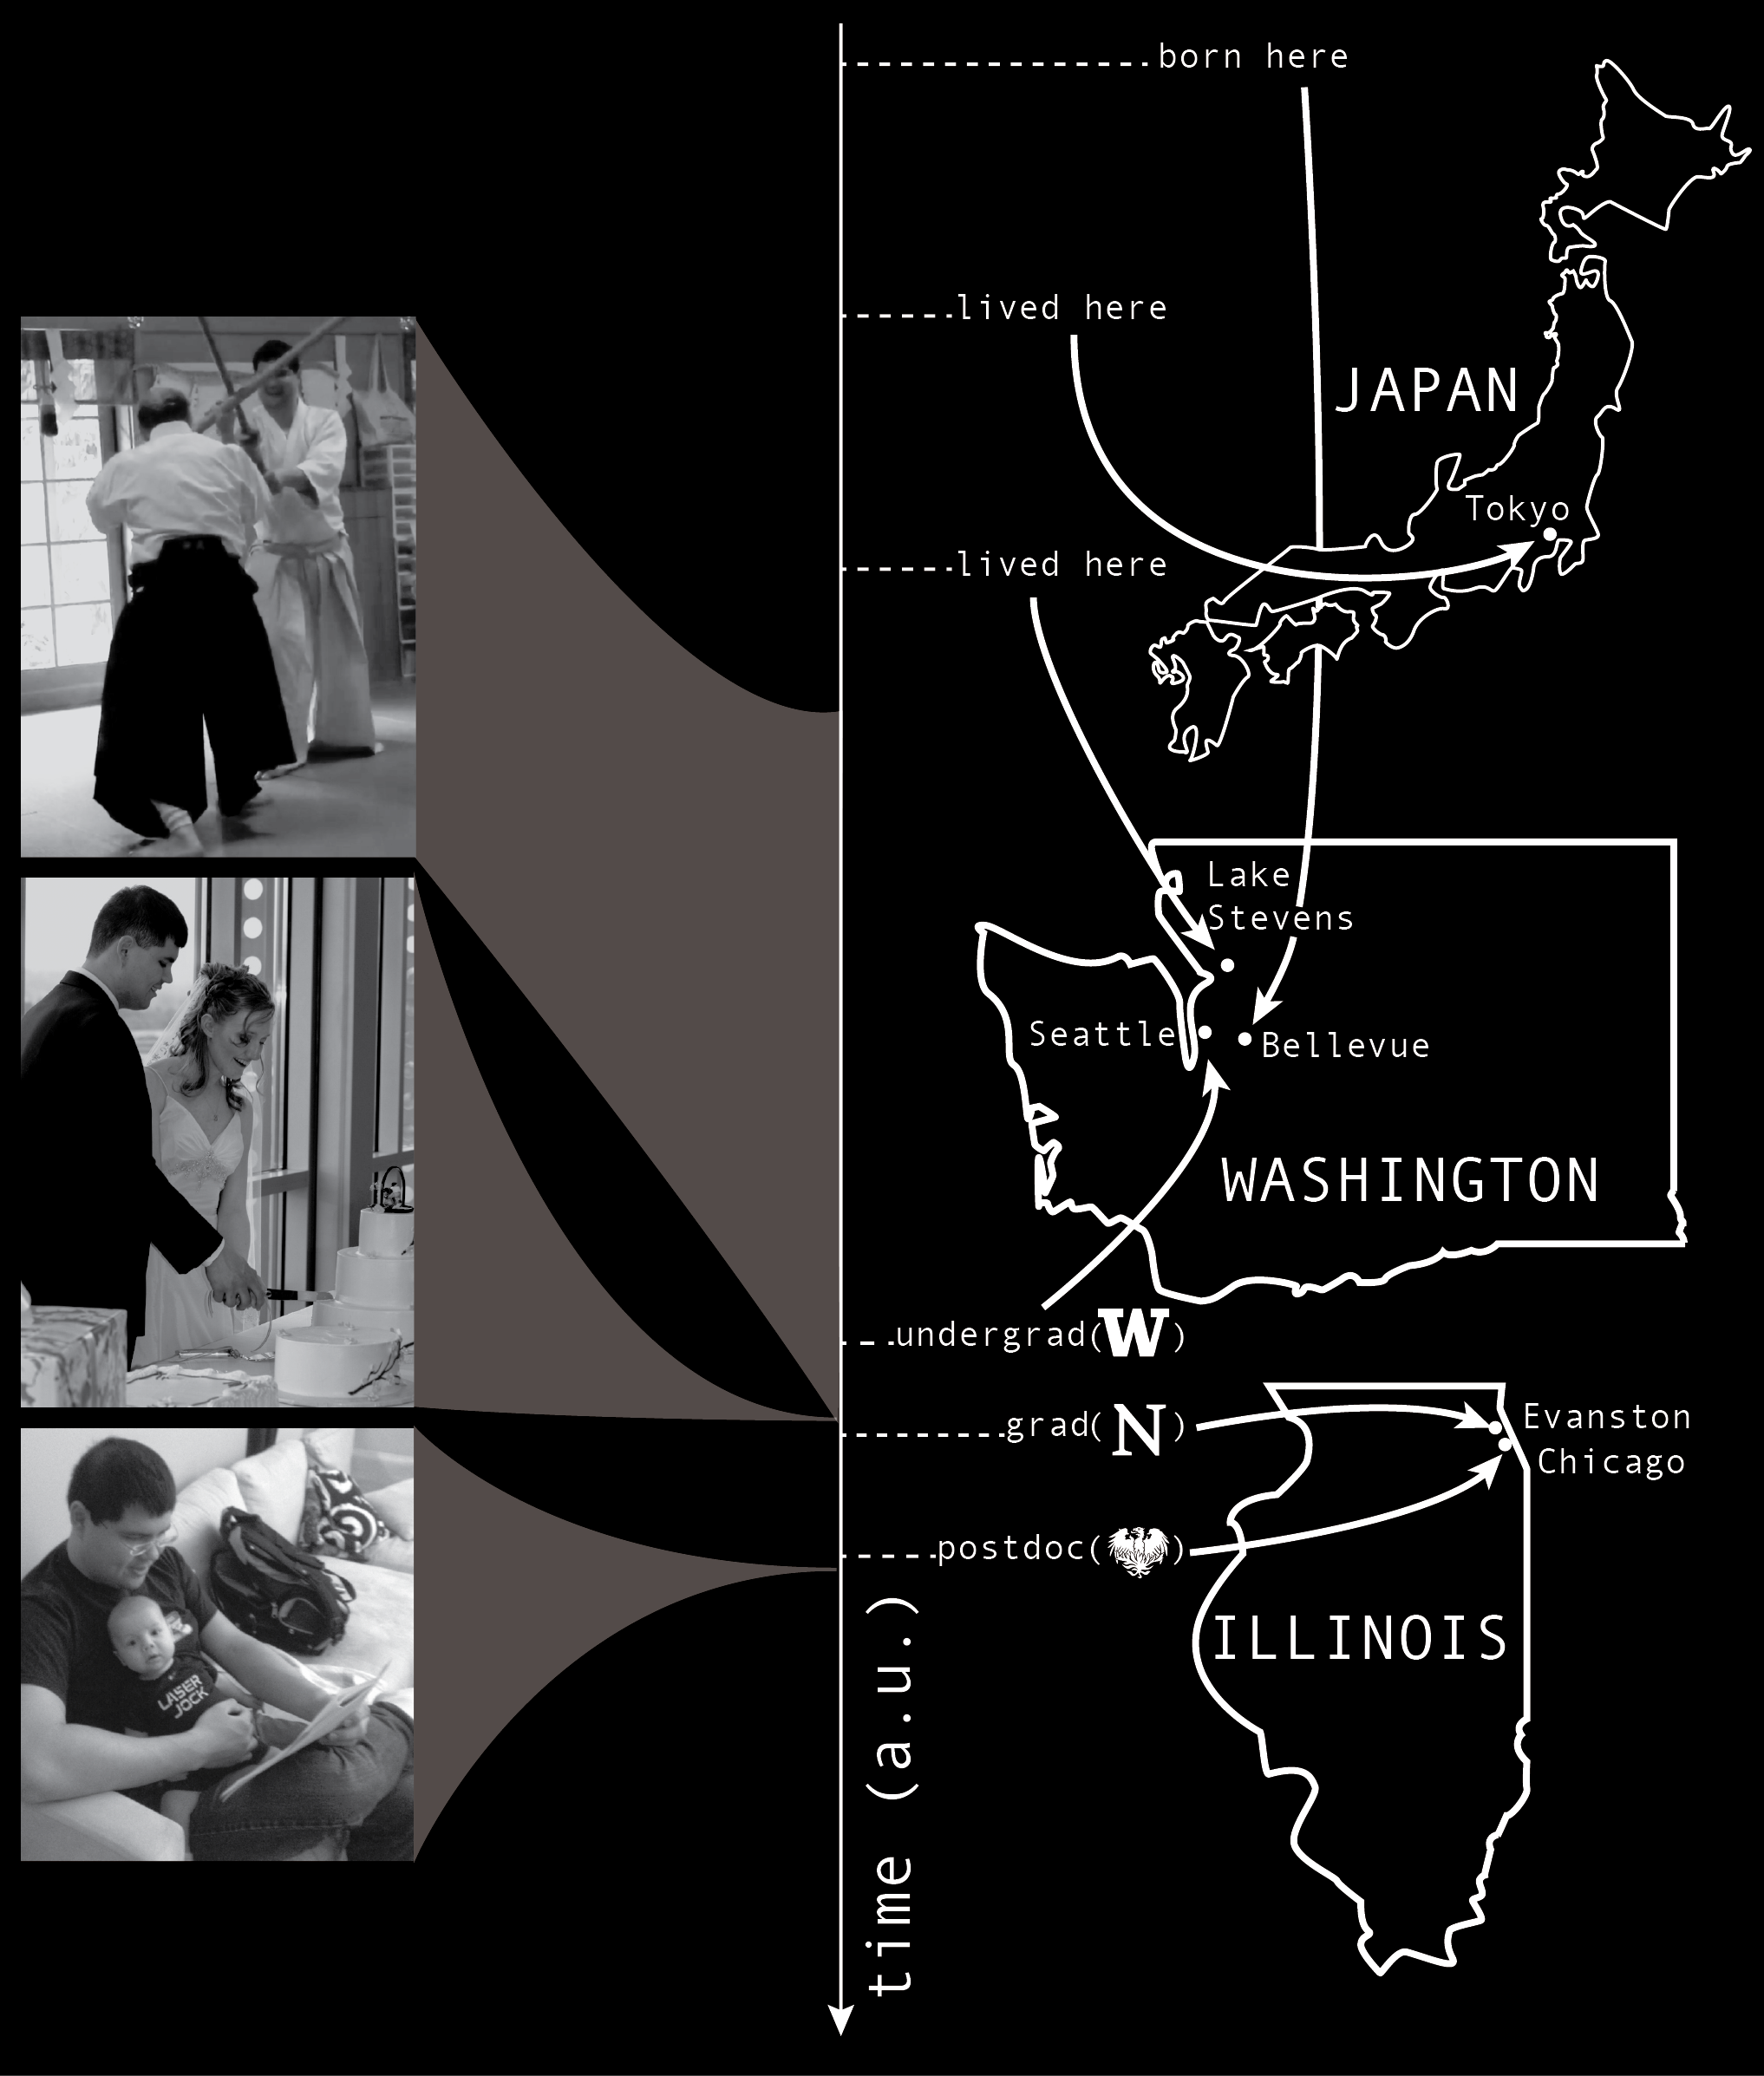 born here
lived here
JAPAN
Tokyo
lived here
Lake
Stevens
Seattle
Bellevue
WASHINGTON
undergrad(W)
grad(N)
Evanston
Chicago
postdoc( )
ILLINOIS
time (a.u.)
LASER
JOCK